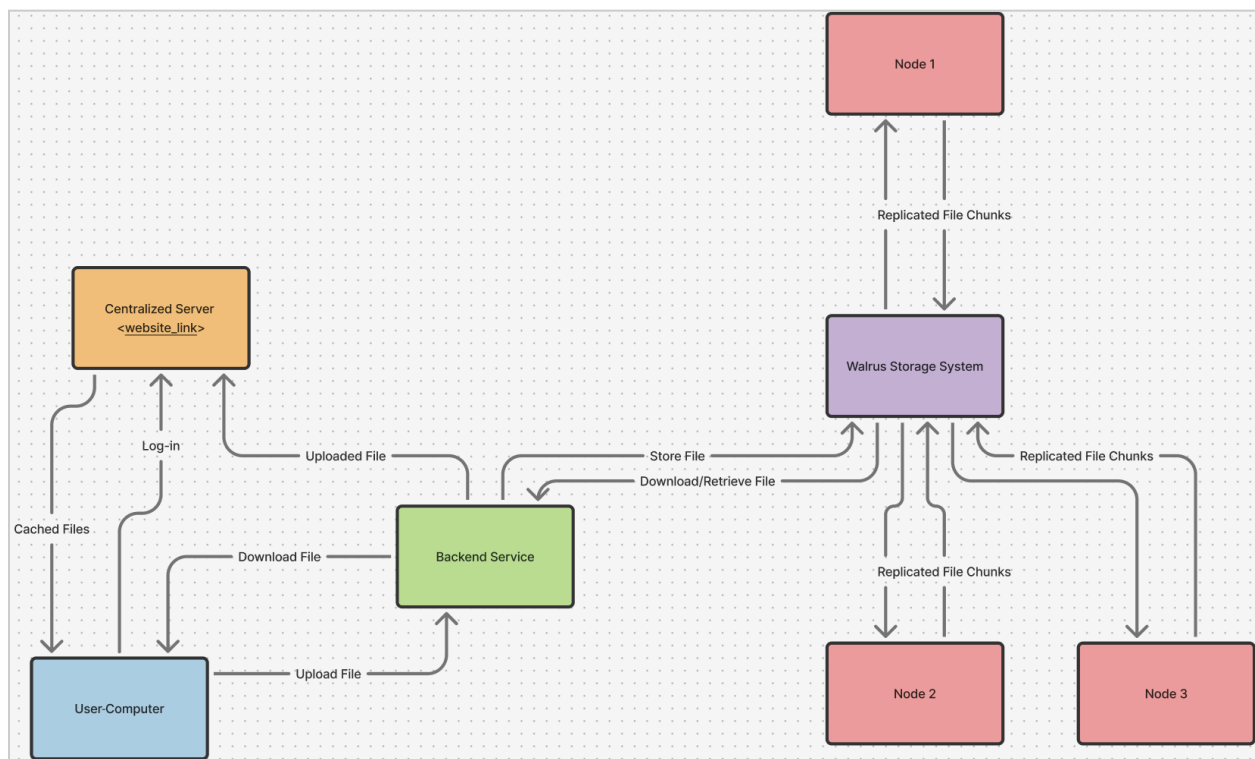 Node 1
Replicated File Chunks
Centralized Server
<website_link>
Walrus Storage System
Log-in
Uploaded File
Store File
Replicated File Chunks
Download/Retrieve File
Cached Files
Download File
Backend Service
Replicated File Chunks
Upload File
User-Computer
Node 2
Node 3